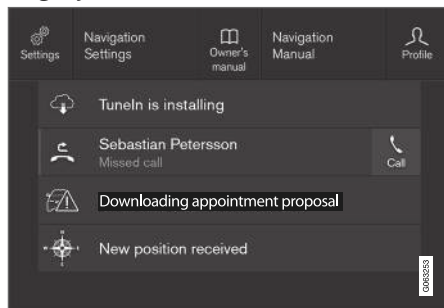 Settings
Navigation
Settings
Owner's
manual
Navigation
Manual
Profile
TuneIn is installing
Sebastian Petersson
Missed call
Call
Downloading appointment proposal
New position received
G063253